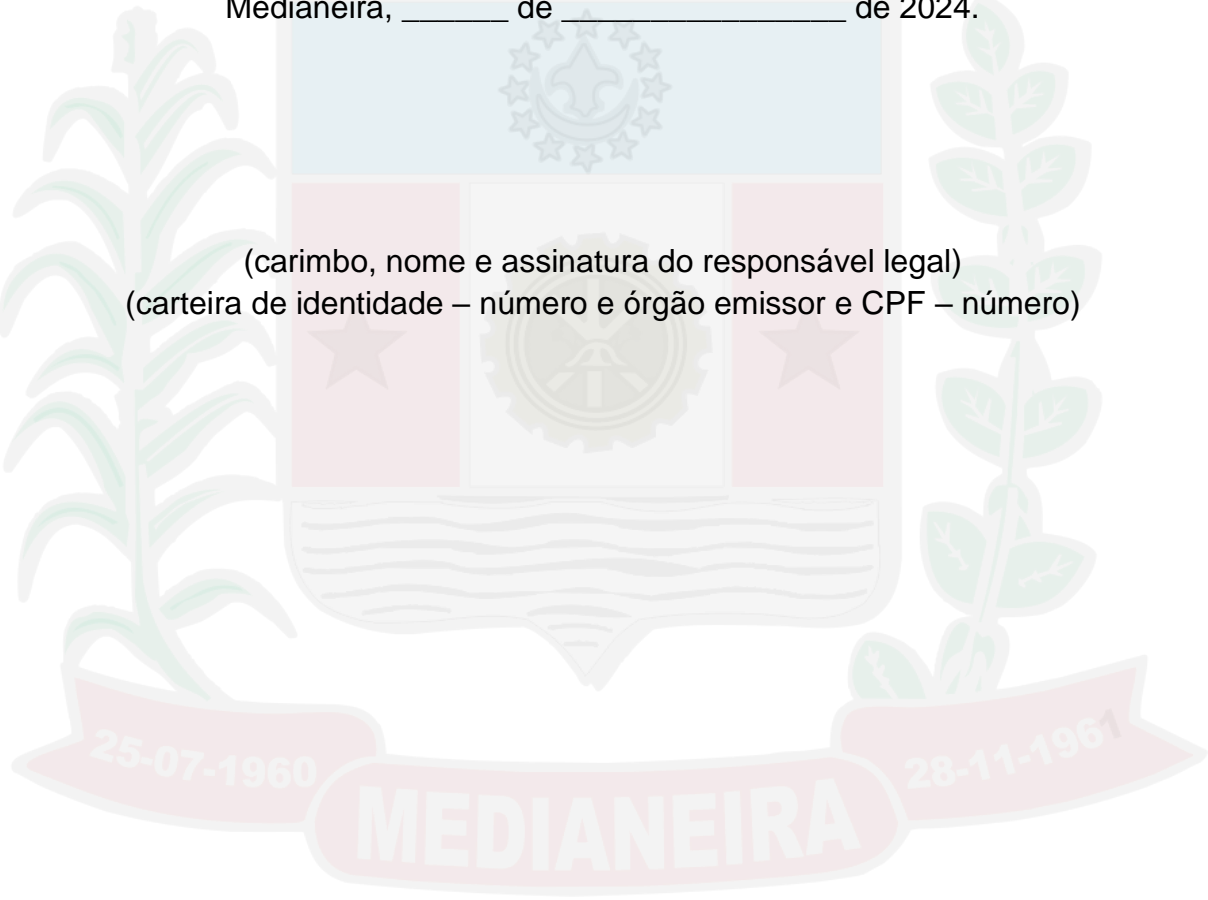 Medianeira, ______ de ________________ de 2024.
(carimbo, nome e assinatura do responsável legal)
(carteira de identidade – número e órgão emissor e CPF – número)
25-07-1960
28-11-1961
MEDIANEIRA